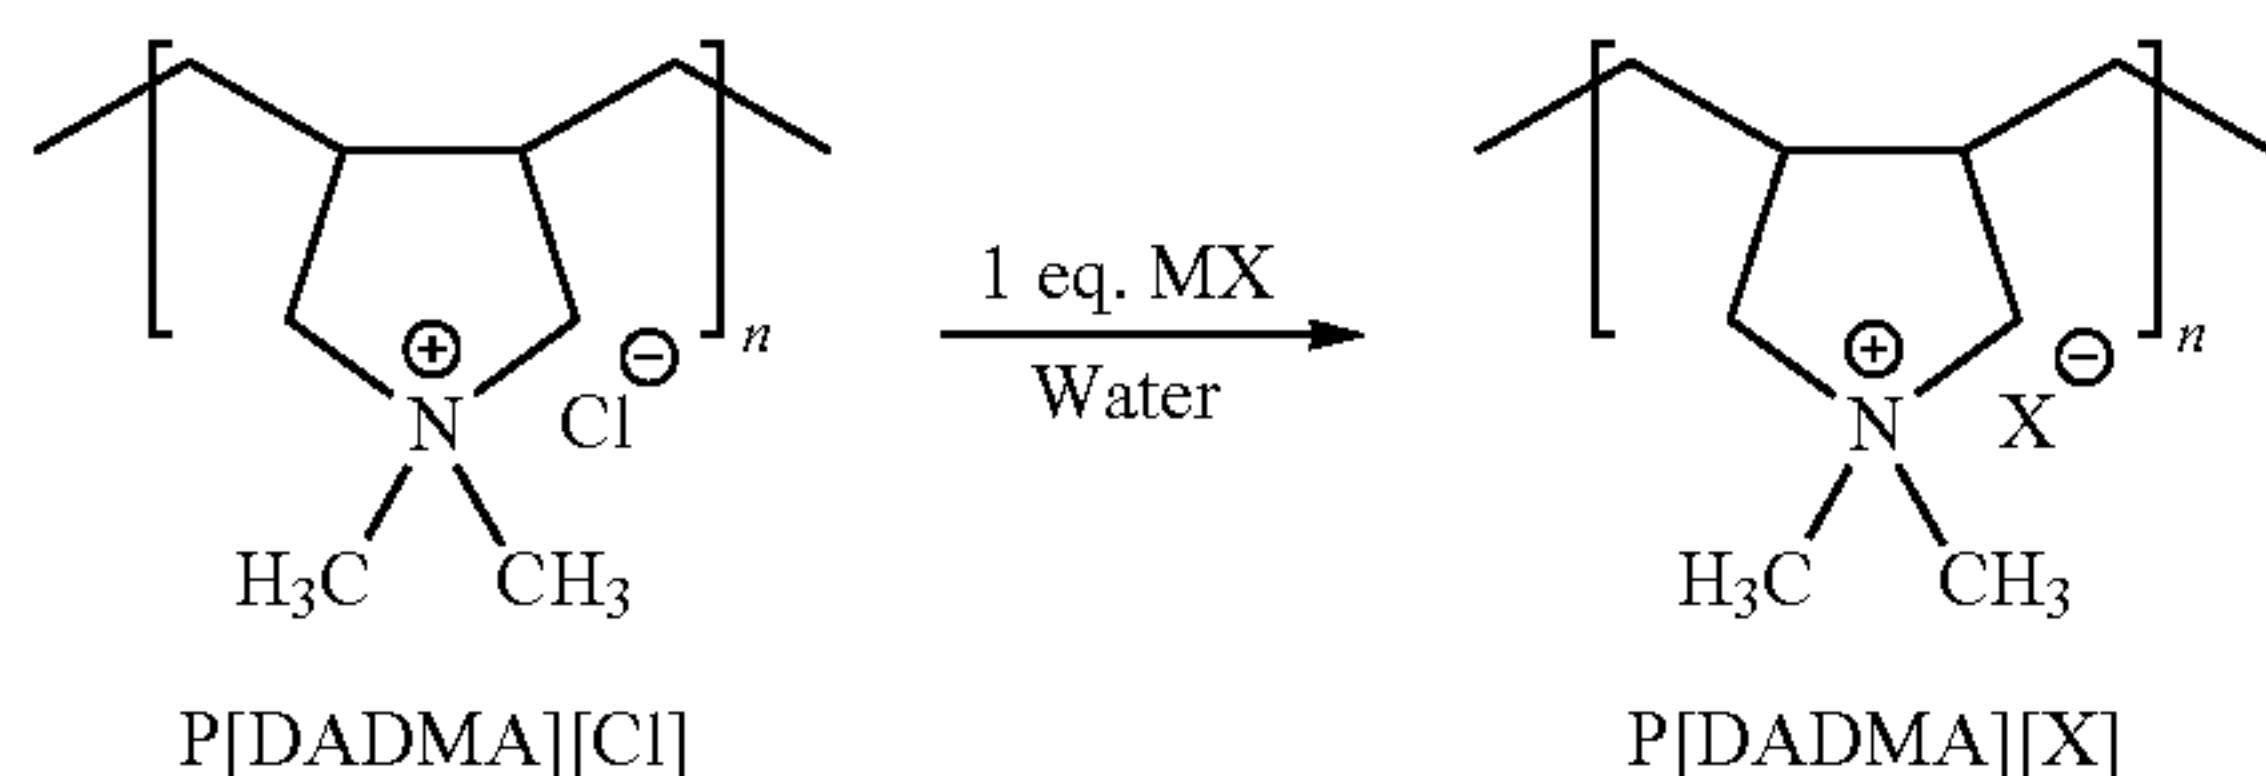 n
n
⊕
⊕
Cl⊖
X⊖
N
N
H3C
CH3
H3C
CH3
1 eq. MX
Water
P[DADMA][Cl]
P[DADMA][X]